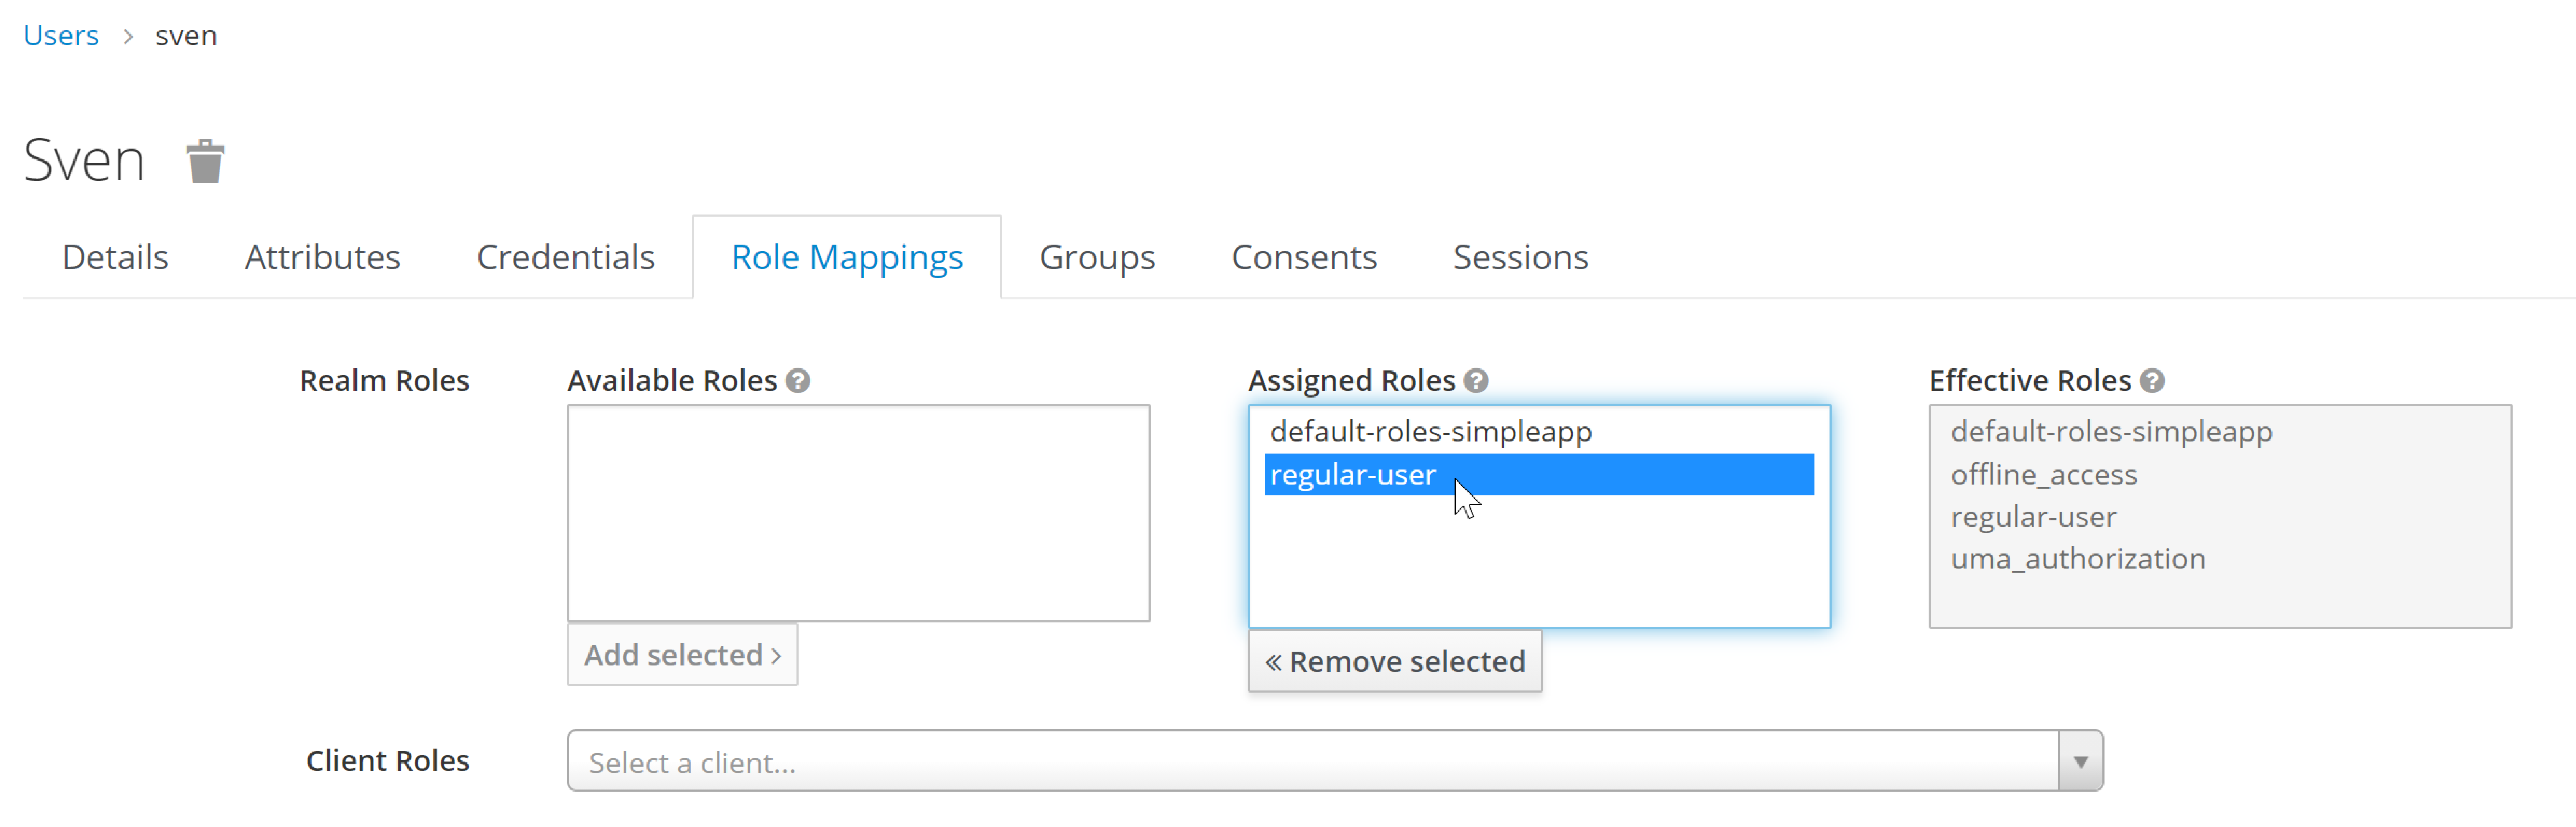 Users > sven
Sven
Details Attributes Credentials Role Mappings Groups Consents Sessions
Realm Roles Available Roles ? Assigned Roles ? Effective Roles ?
default-roles-simpleapp
regular-user
default-roles-simpleapp
offline_access
regular-user
uma_authorization
Add selected >
« Remove selected
Client Roles Select a client...